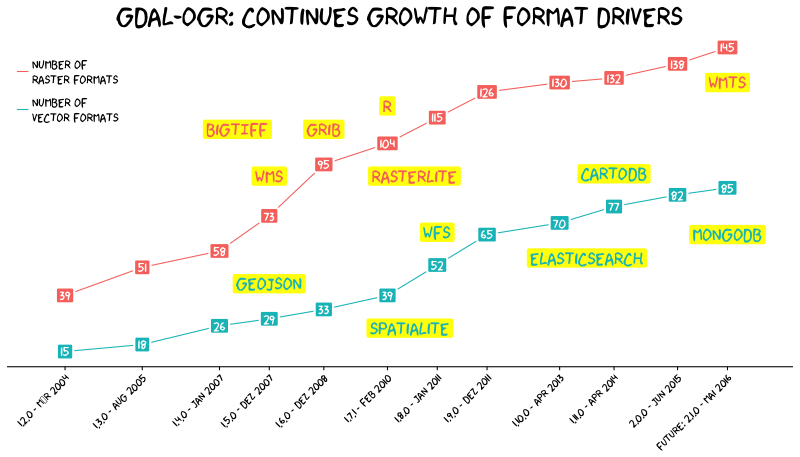 GDAL-OGR: CONTINUES GROWTH OF FORMAT DRIVERS
NUMBER OF
RASTER FORMATS
NUMBER OF
VECTOR FORMATS
145
138
132
130
126
115
104
95
73
58
51
39
WMTS
R
BIGTIFF
GRIB
WMS
RASTERLITE
CARTODB
85
82
77
70
65
52
39
33
29
26
18
15
WFS
MONGODB
ELASTICSEARCH
GEOJSON
SPATIALITE
1.2.0 - MÄR 2004
1.3.0 - AUG 2005
1.4.0 - JAN 2007
1.5.0 - DEZ 2007
1.6.0 - DEZ 2008
1.7.1 - FEB 2010
1.8.0 - JAN 2011
1.9.0 - DEZ 2011
1.10.0 - APR 2013
1.11.0 - APR 2014
2.0.0 - JUN 2015
FUTURE: 2.1.0 - MAI 2016